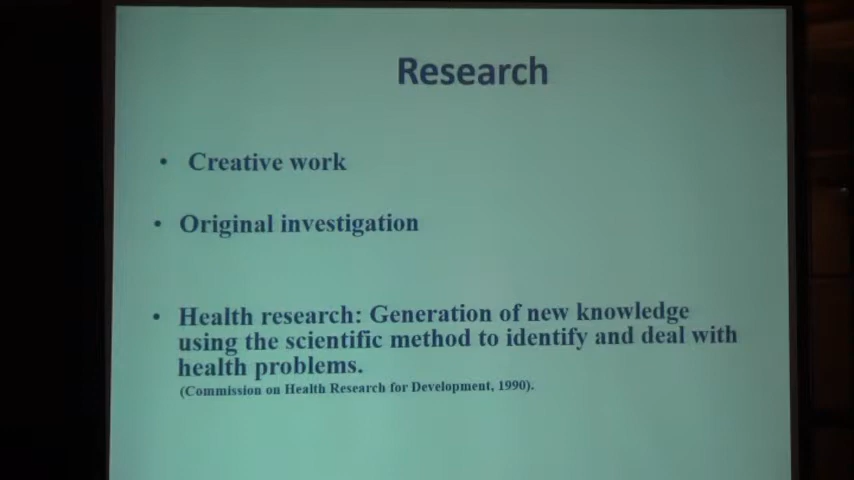 Research
• Creative work
• Original investigation
• Health research: Generation of new knowledge
using the scientific method to identify and deal with
health problems.
(Commission on Health Research for Development, 1990).